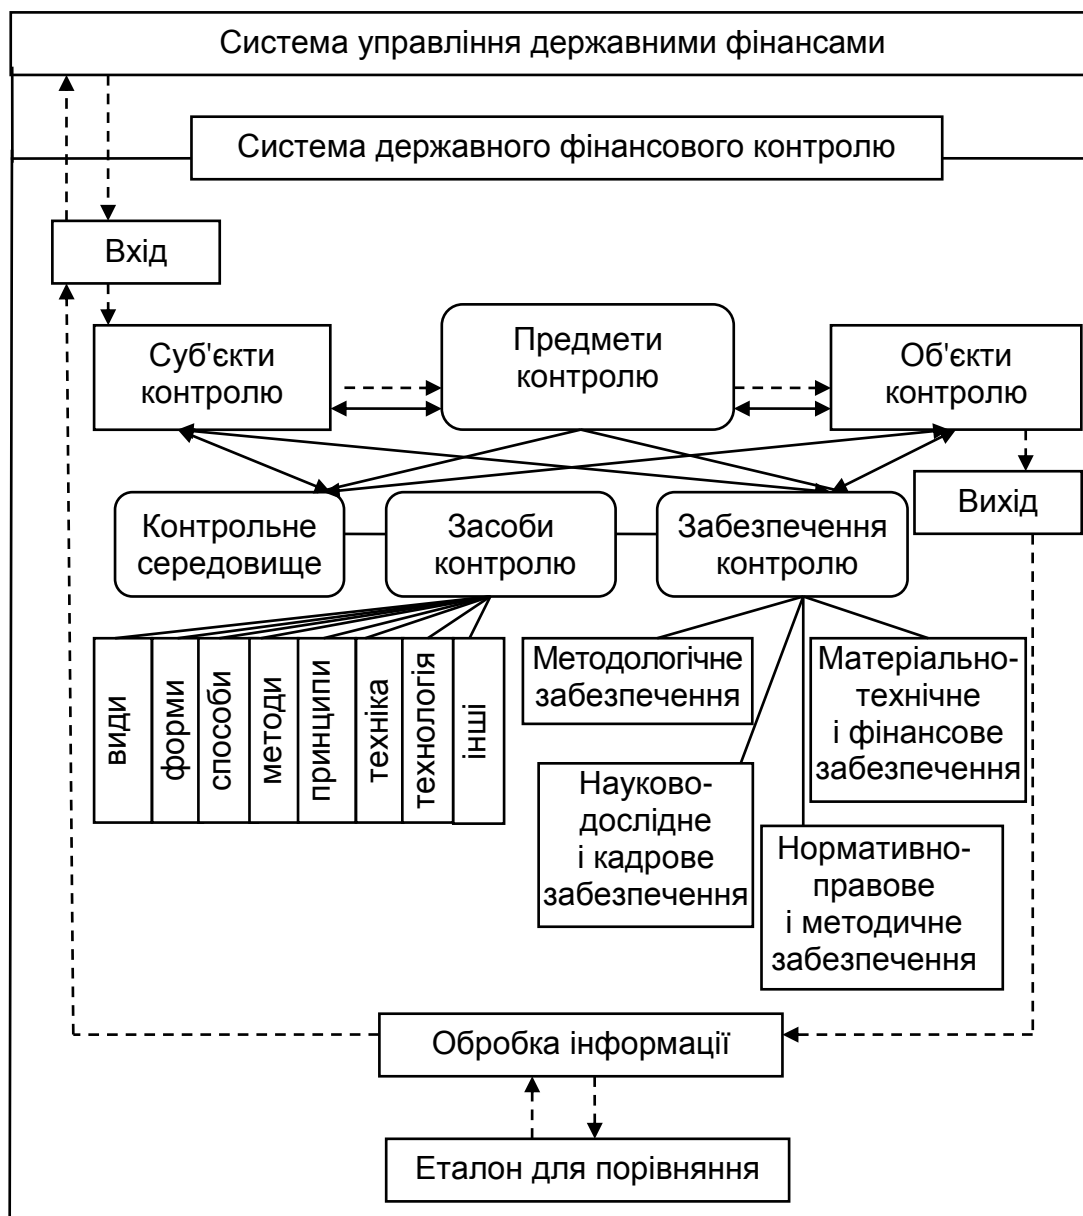 Система управління державними фінансами
Система державного фінансового контролю
Вхід
Суб'єкти
контролю
Предмети
контролю
Об'єкти
контролю
Контрольне
середовище
Засоби
контролю
Забезпечення
контролю
Вихід
види
форми
способи
методи
принципи
техніка
технологія
інші
Методологічне
забезпечення
Матеріально-
технічне
і фінансове
забезпечення
Науково-
дослідне
і кадрове
забезпечення
Нормативно-
правове
і методичне
забезпечення
Обробка інформації
Еталон для порівняння